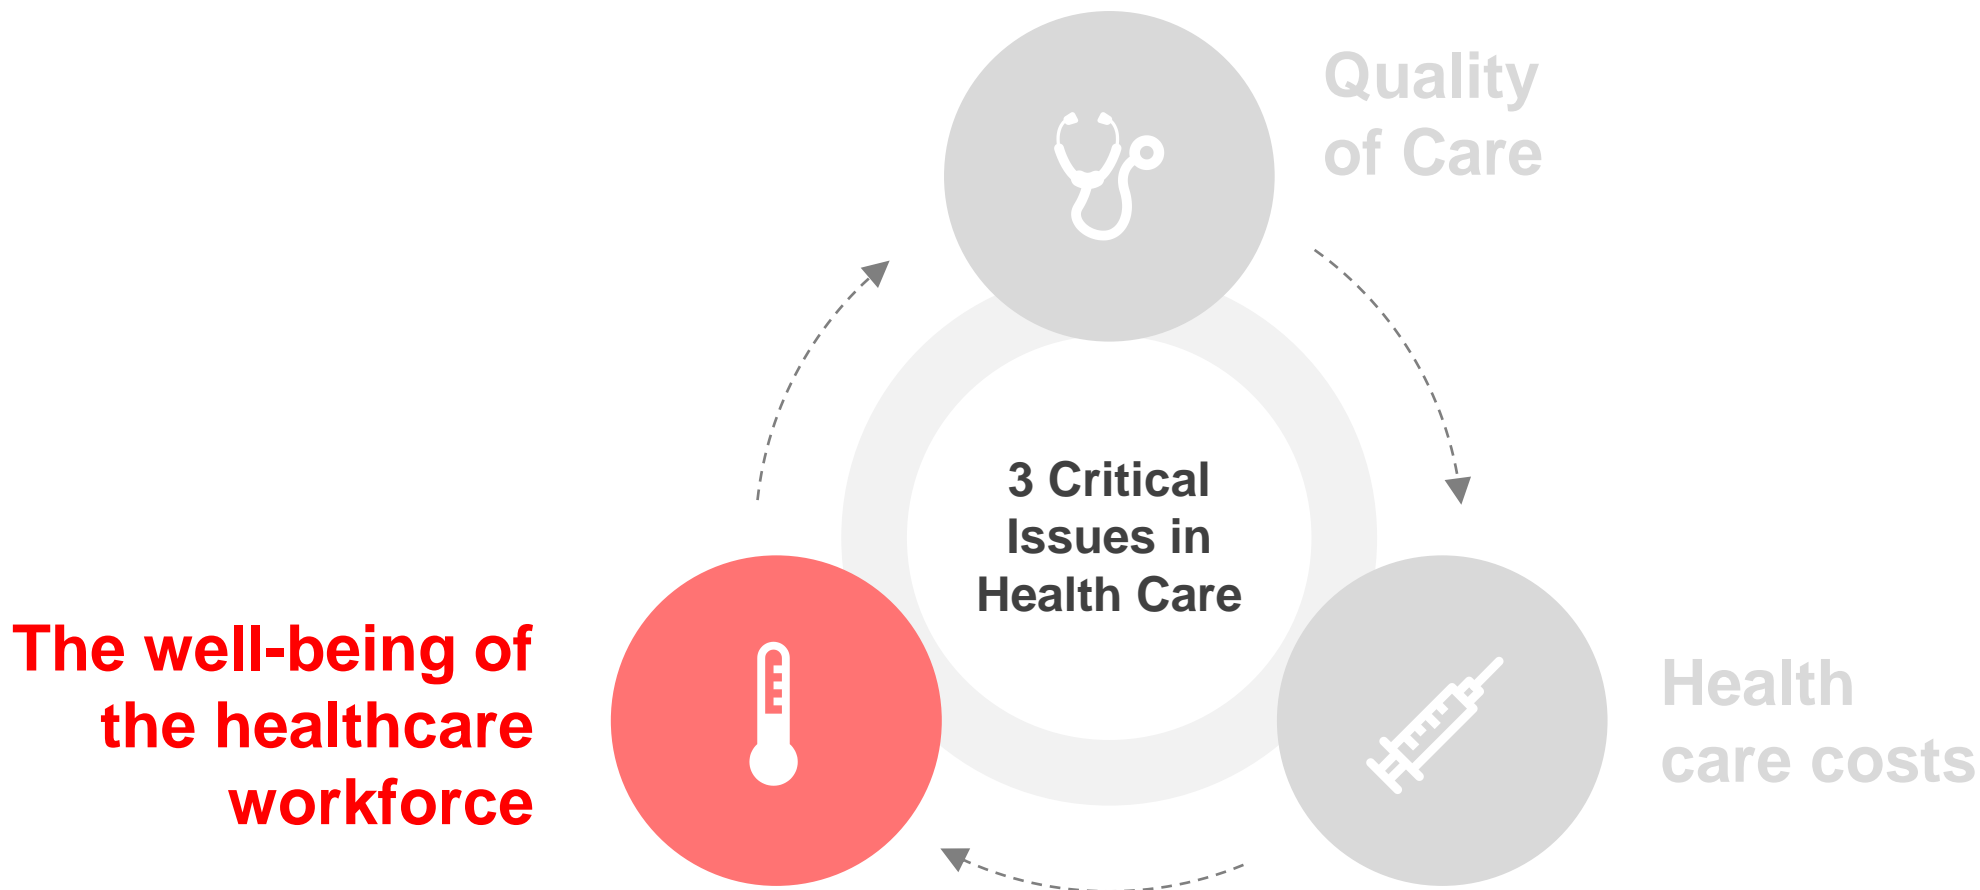 Quality
of Care
3 Critical
Issues in
Health Care
The well-being of
the healthcare
workforce
Health
care costs